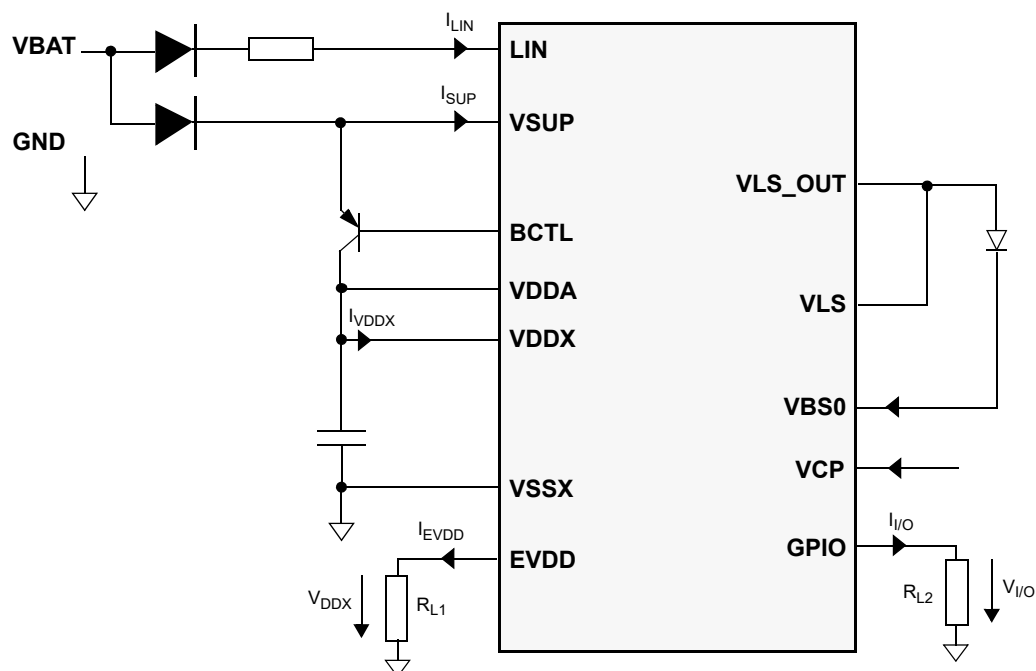 VBAT
GND
I_LIN
I_SUP
LIN
VSUP
BCTL
VDDA
I_VDDX
VDDX
VSSX
I_EVDD
EVDD
V_DDX
R_L1
VLS_OUT
VLS
VBS0
VCP
GPIO
I_I/O
R_L2
V_I/O